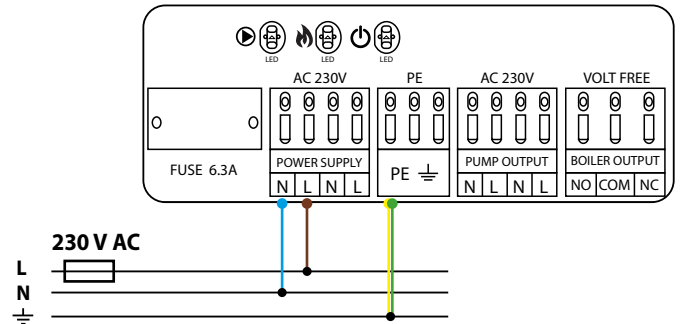 LED LED LED
AC 230V PE AC 230V VOLT FREE
FUSE 6.3A
POWER SUPPLY PE PUMP OUTPUT BOILER OUTPUT
N L N L N L N L NO COM NC
230 V AC
L
N